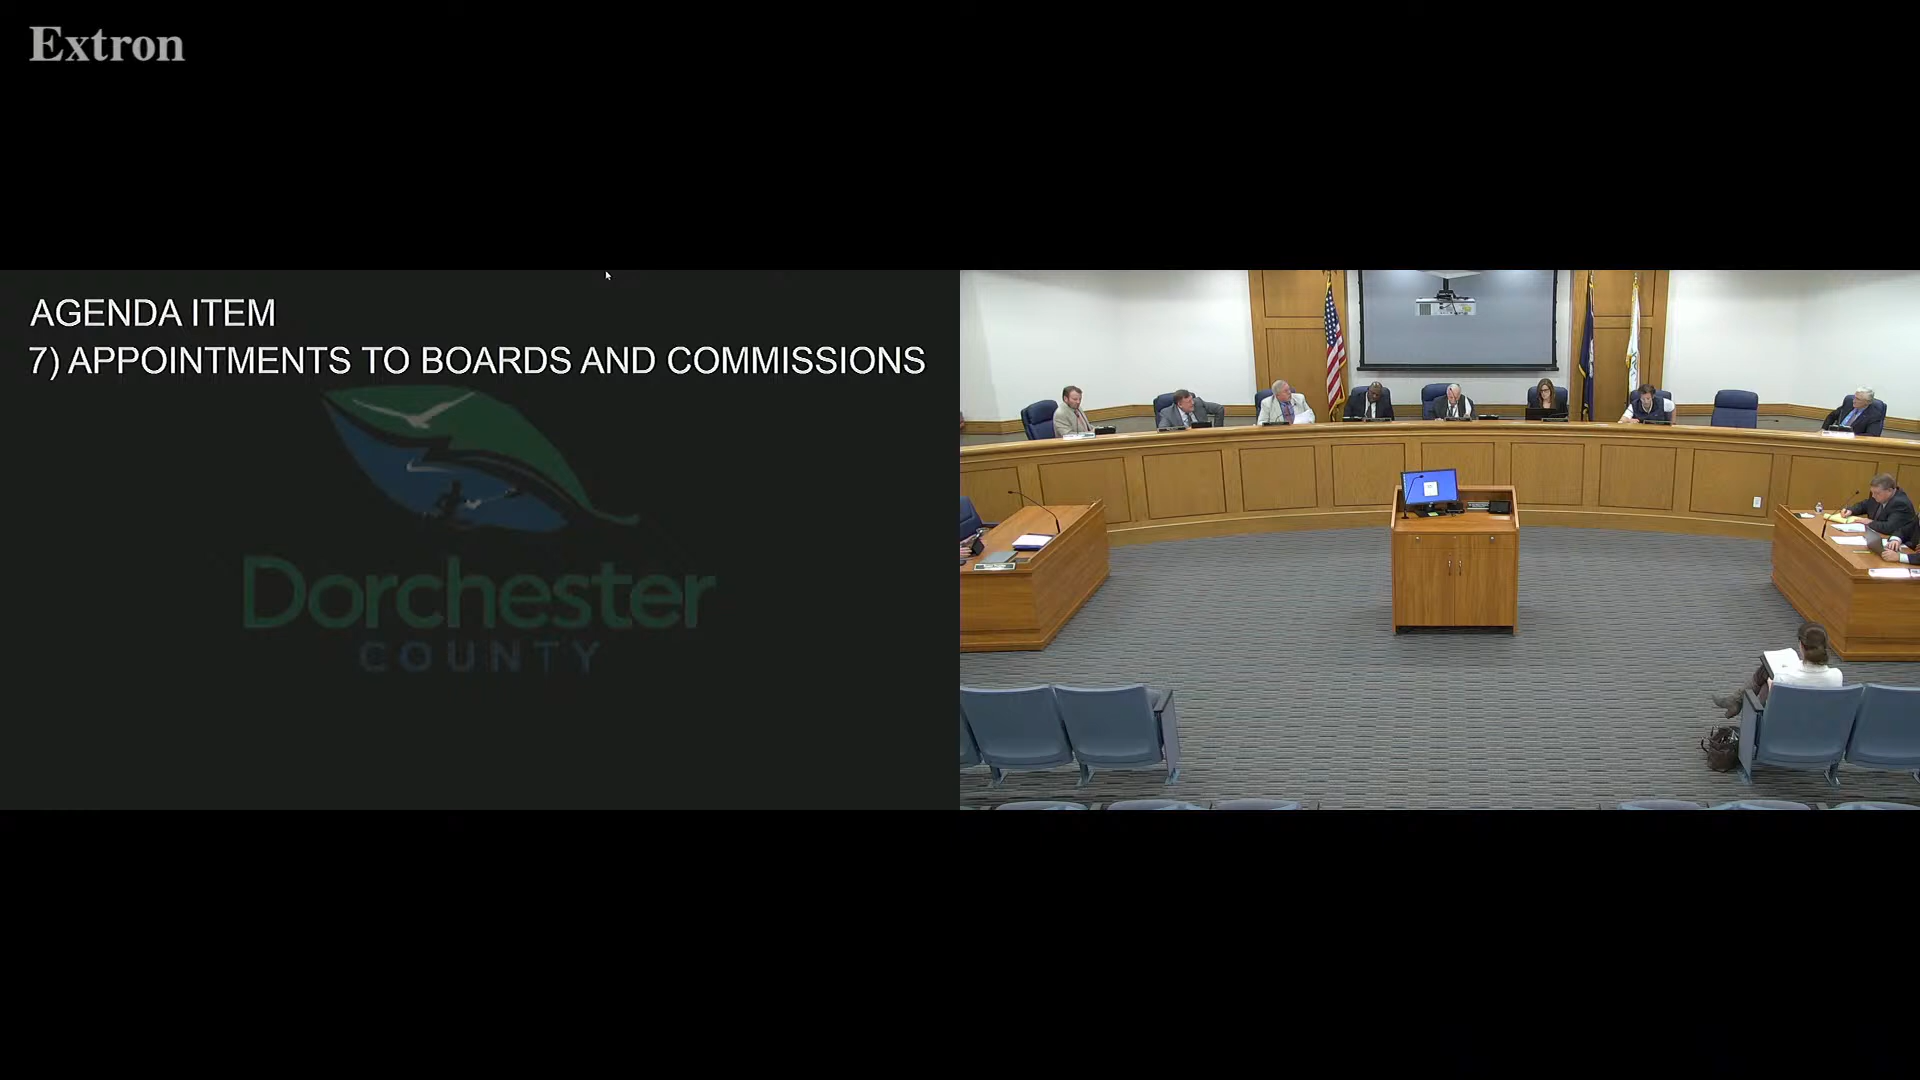 Extron
AGENDA ITEM
7) APPOINTMENTS TO BOARDS AND COMMISSIONS
Dorchester
COUNTY